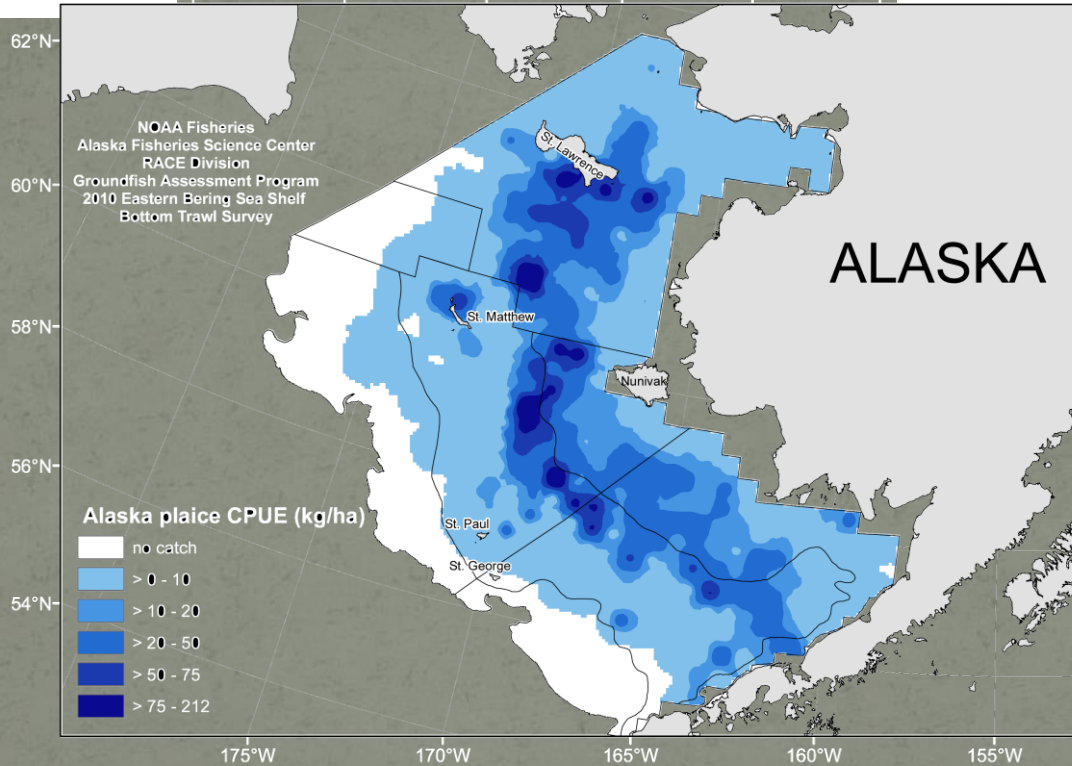 62°N
60°N
58°N
56°N
54°N
NOAA Fisheries
Alaska Fisheries Science Center
RACE Division
Groundfish Assessment Program
2010 Eastern Bering Sea Shelf
Bottom Trawl Survey
St. Lawrence
ALASKA
St. Matthew
Nunivak
St. Paul
St. George
Alaska plaice CPUE (kg/ha)
no catch
> 0 - 10
> 10 - 20
> 20 - 50
> 50 - 75
> 75 - 212
175°W
170°W
165°W
160°W
155°W